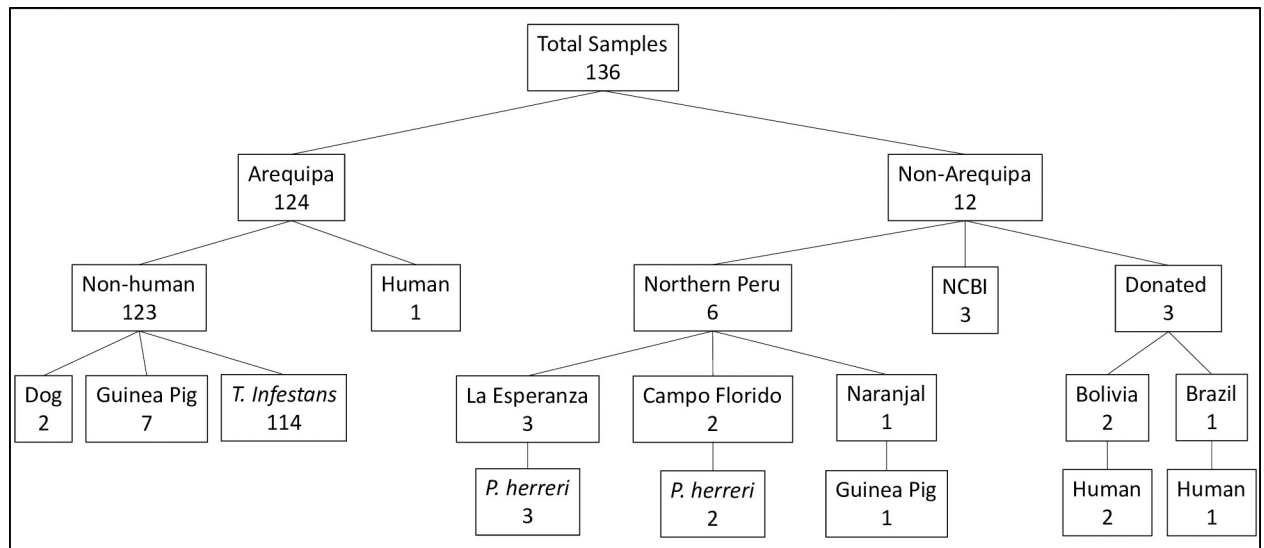 Total Samples
136
Arequipa
124
Non-Arequipa
12
Non-human
123
Human
1
Northern Peru
6
NCBI
3
Donated
3
Dog
2
Guinea Pig
7
T. Infestans
114
La Esperanza
3
Campo Florido
2
Naranjal
1
Bolivia
2
Brazil
1
P. herreri
3
P. herreri
2
Guinea Pig
1
Human
2
Human
1